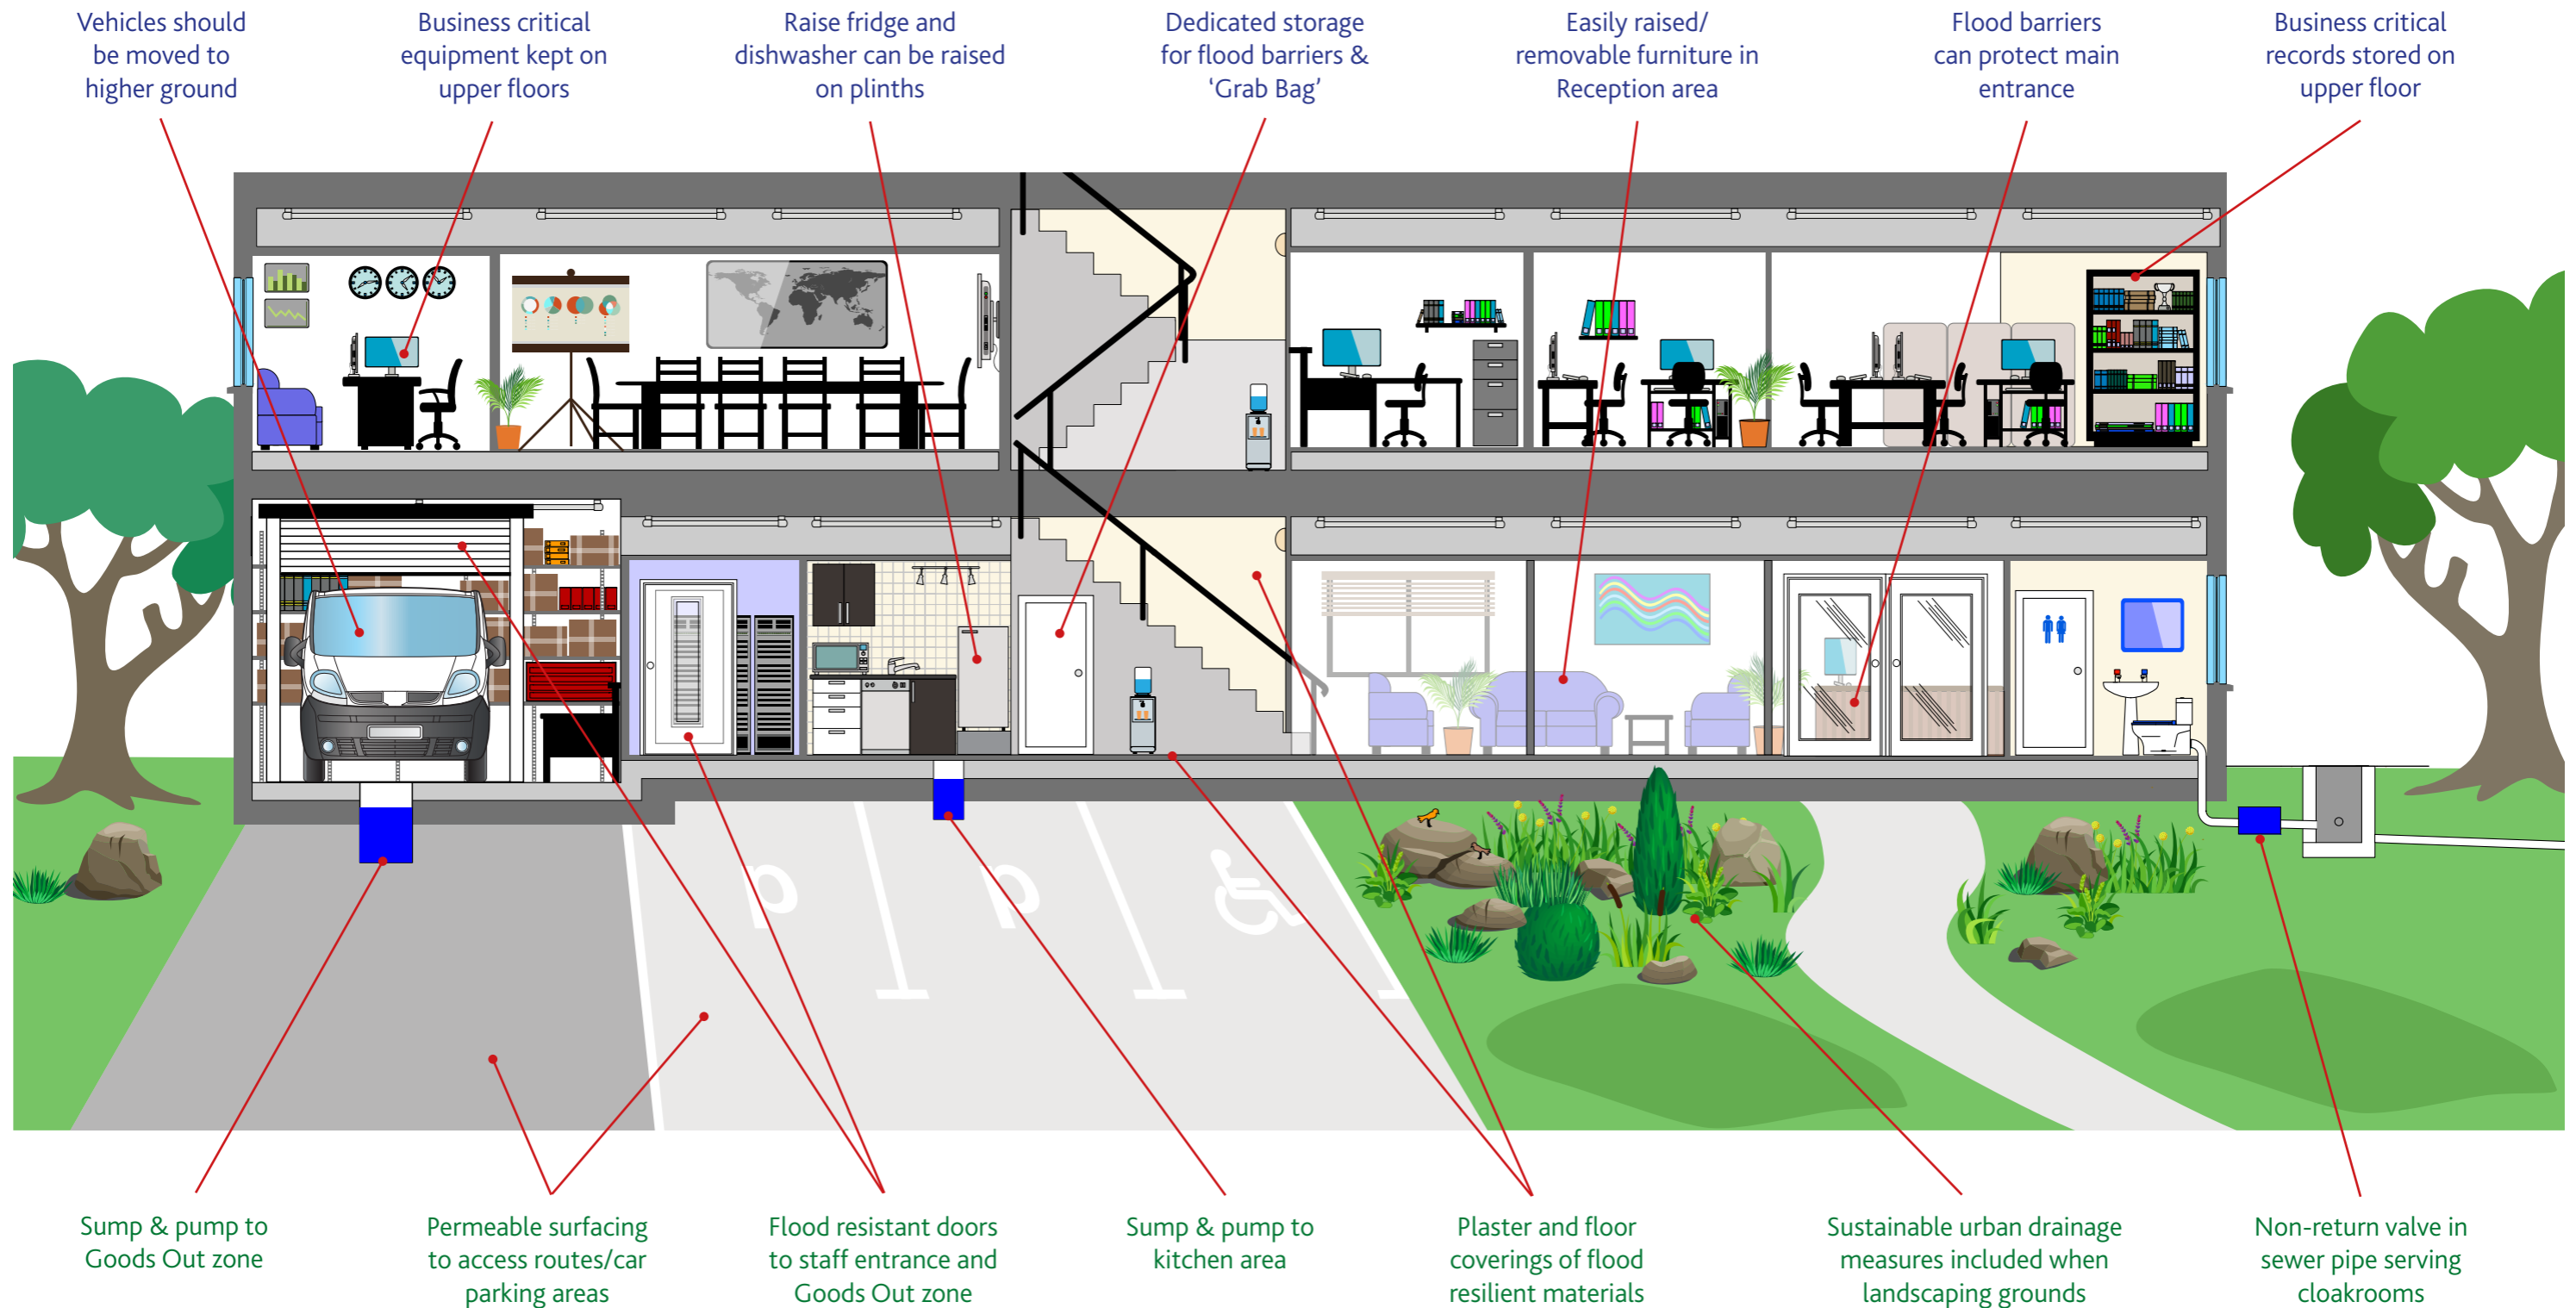 Vehicles should
be moved to
higher ground
Business critical
equipment kept on
upper floors
Raise fridge and
dishwasher can be raised
on plinths
Dedicated storage
for flood barriers &
‘Grab Bag’
Easily raised/
removable furniture in
Reception area
Flood barriers
can protect main
entrance
Business critical
records stored on
upper floor
Sump & pump to
Goods Out zone
Permeable surfacing
to access routes/car
parking areas
Flood resistant doors
to staff entrance and
Goods Out zone
Sump & pump to
kitchen area
Plaster and floor
coverings of flood
resilient materials
Sustainable urban drainage
measures included when
landscaping grounds
Non-return valve in
sewer pipe serving
cloakrooms